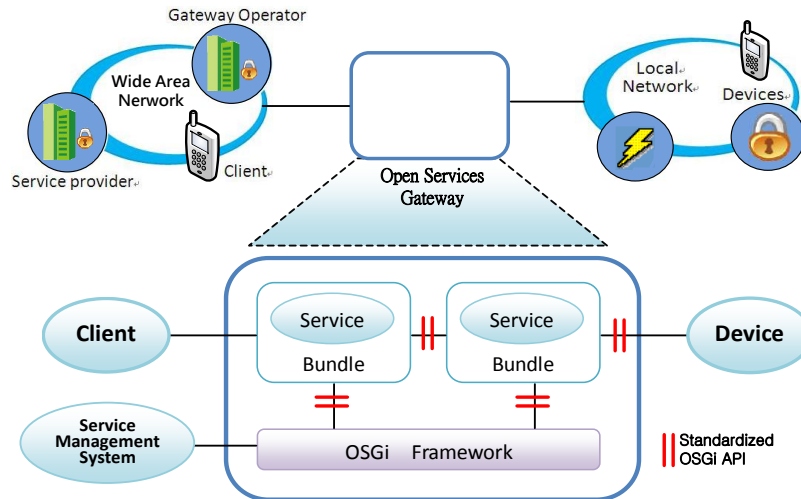 Gateway Operator
Wide Area
Nerwork
Service provider
Client
Open Services
Gateway
Local
Network
Devices
Client
Service
Bundle
Service
Bundle
Device
Service
Management
System
OSGi Framework
Standardized
OSGi API